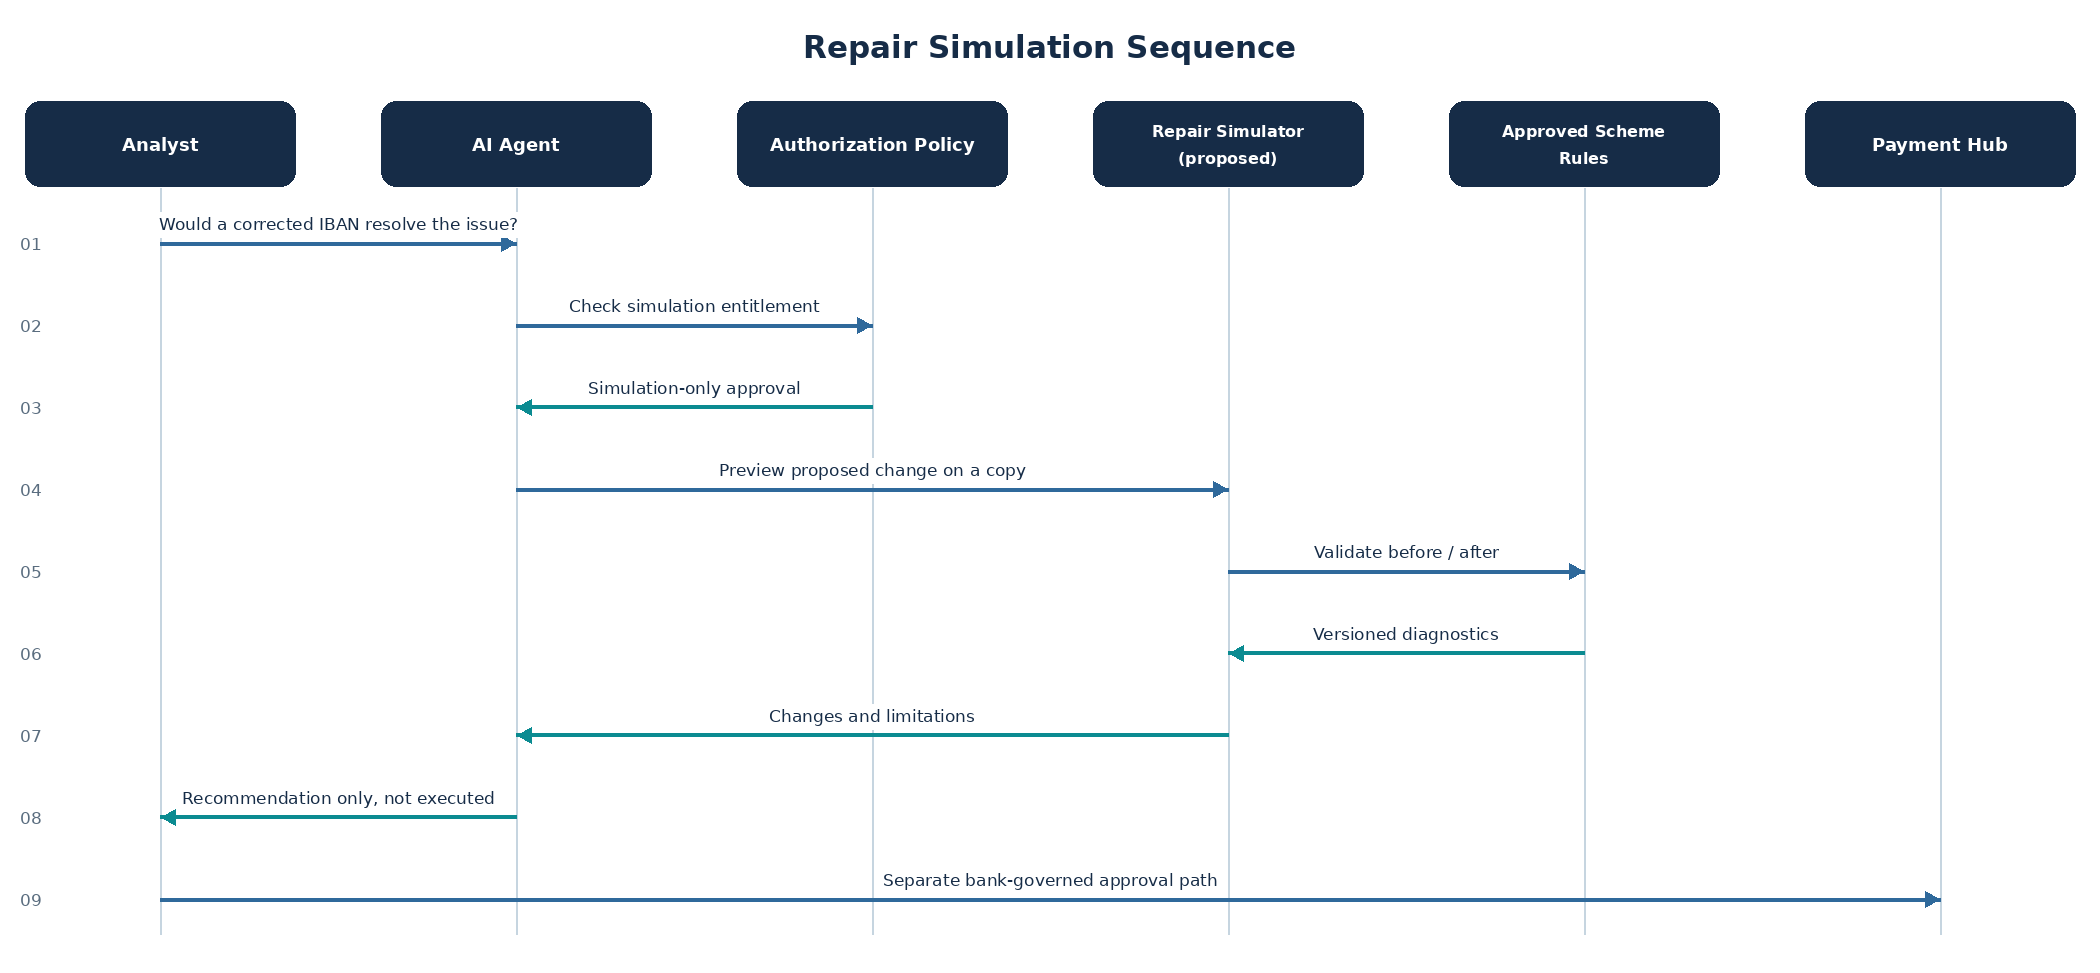 Repair Simulation Sequence
Analyst
AI Agent
Authorization Policy
Repair Simulator
(proposed)
Approved Scheme
Rules
Payment Hub
Would a corrected IBAN resolve the issue?
01
Check simulation entitlement
02
Simulation-only approval
03
Preview proposed change on a copy
04
Validate before / after
05
Versioned diagnostics
06
Changes and limitations
07
Recommendation only, not executed
08
Separate bank-governed approval path
09